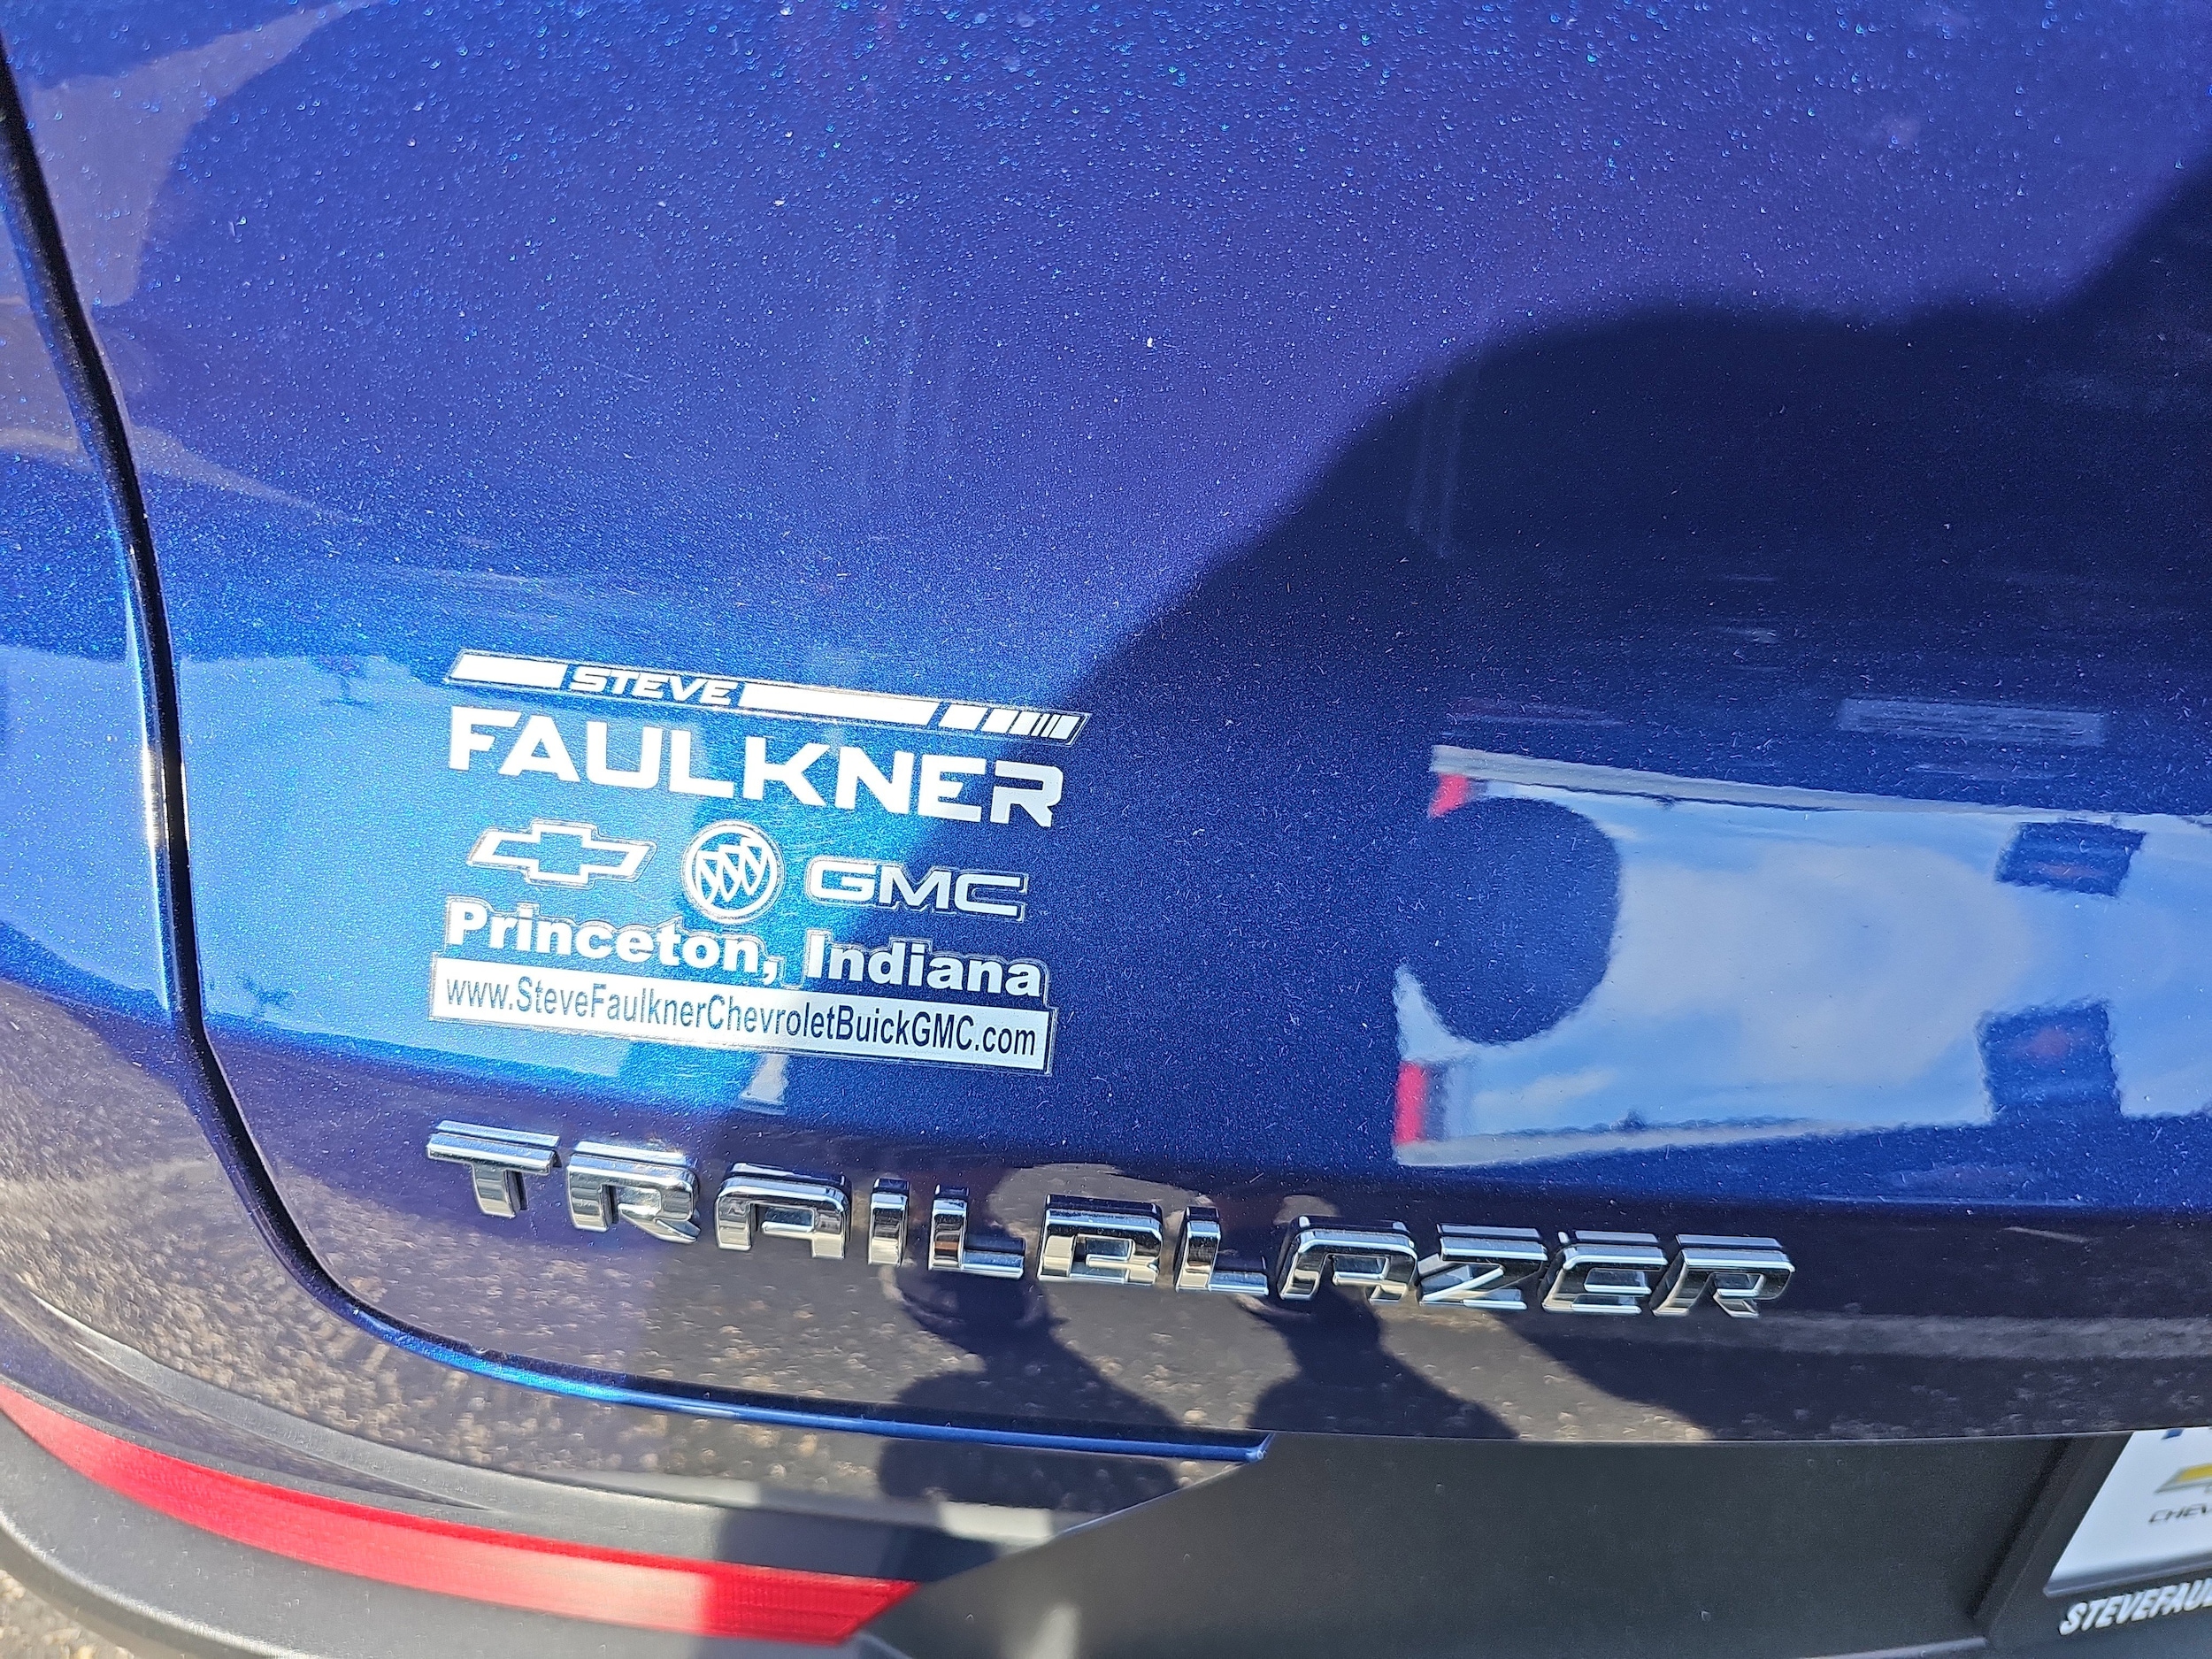 STEVE
FAULKNER
GMC
Princeton, Indiana
www.SteveFaulknerChevroletBuickGMC.com
TRAILBLAZER